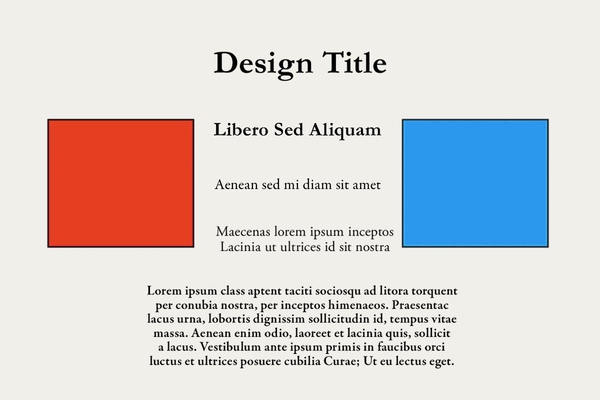 Design Title
Libero Sed Aliquam
Aenean sed mi diam sit amet
Maecenas lorem ipsum inceptos
Lacinia ut ultrices id sit nostra
Lorem ipsum class aptent taciti sociosqu ad litora torquent
per conubia nostra, per inceptos himenaeos. Praesentac
lacus urna, lobortis dignissim sollicitudin id, tempus vitae
massa. Aenean enim odio, laoreet et lacinia quis, sollicit
a lacus. Vestibulum ante ipsum primis in faucibus orci
luctus et ultrices posuere cubilia Curae; Ut eu lectus eget.